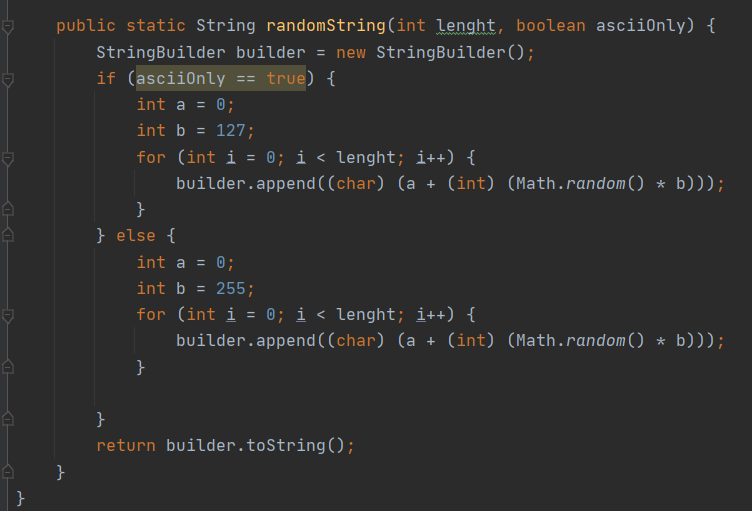 public static String randomString(int lenght, boolean asciiOnly) {
StringBuilder builder = new StringBuilder();
if (asciiOnly == true) {
int a = 0;
int b = 127;
for (int i = 0; i < lenght; i++) {
builder.append((char) (a + (int) (Math.random() * b)));
}
} else {
int a = 0;
int b = 255;
for (int i = 0; i < lenght; i++) {
builder.append((char) (a + (int) (Math.random() * b)));
}
}
return builder.toString();
}
}